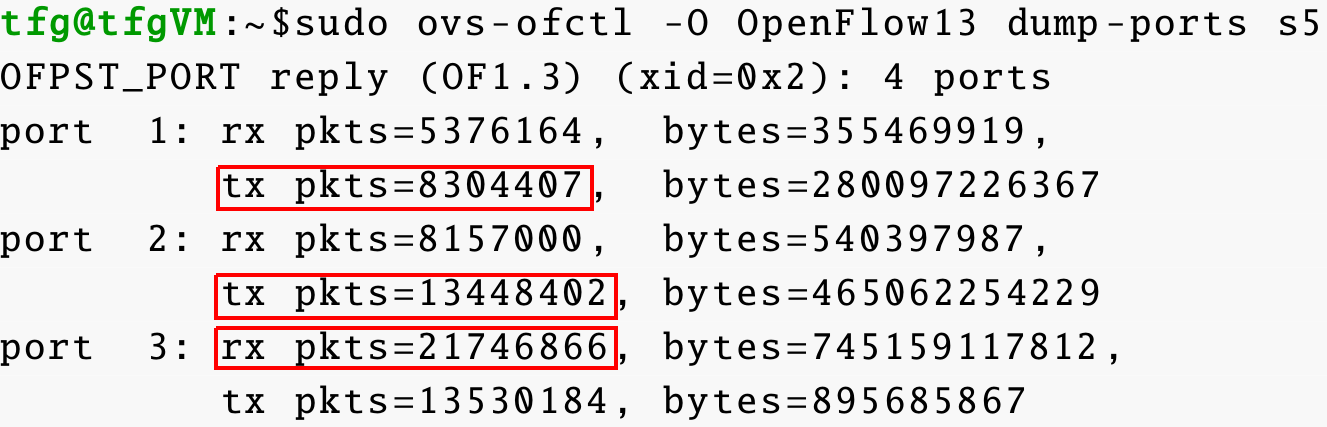 tfg@tfgVM:~$sudo ovs-ofctl -O OpenFlow13 dump-ports s5
OFPST_PORT reply (OF1.3) (xid=0x2): 4 ports
port 1: rx pkts=5376164, bytes=355469919,
tx pkts=8304407, bytes=280097226367
port 2: rx pkts=8157000, bytes=540397987,
tx pkts=13448402, bytes=465062254229
port 3: rx pkts=21746866, bytes=745159117812,
tx pkts=13530184, bytes=895685867